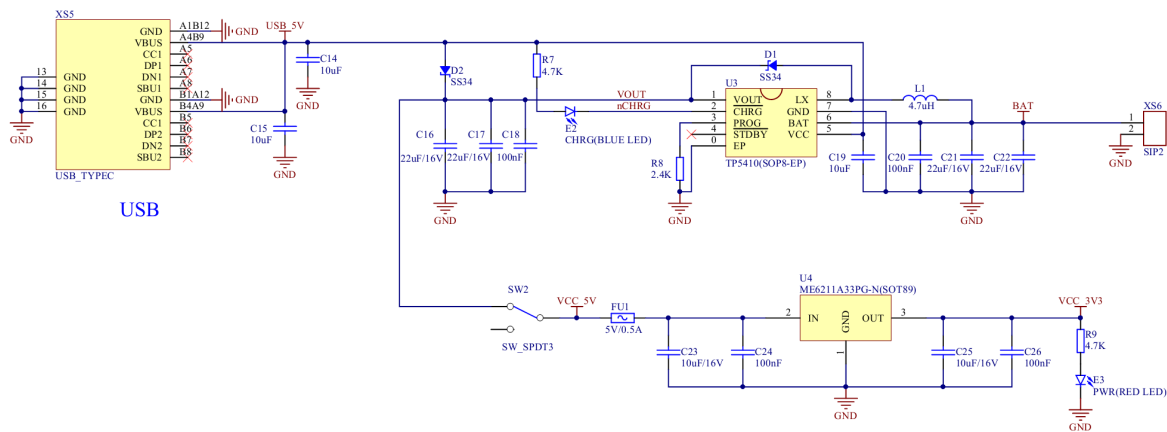 XS5
GND
VBUS
CC1
DP1
DN1
SBU1
GND
VBUS
CC1
DP2
DN2
SBU2
A1B12
A4B9
A5
A6
A7
A8
B1A12
B4A9
B5
B6
B7
B8
13
14
15
16
GND
GND
GND
GND
GND
USB_TYPEC
USB
GND
GND
USB_5V
C14
10uF
GND
C15
10uF
GND
D2
SS34
R7
4.7K
E2
CHRG(BLUE LED)
C16
22uF/16V
C17
22uF/16V
C18
100nF
GND
VOUT
nCHRG
D1
SS34
U3
1
2
3
4
0
VOUT
CHRG
PROG
STDBY
EP
LX
GND
BAT
VCC
8
7
6
5
TP5410(SOP8-EP)
R8
2.4K
GND
L1
4.7uH
C19
10uF
C20
100nF
C21
22uF/16V
C22
22uF/16V
GND
BAT
XS6
1
2
GND
SIP2
SW2
SW_SPDT3
VCC_5V
FU1
5V/0.5A
C23
10uF/16V
C24
100nF
U4
ME6211A33PG-N(SOT89)
2
IN
GND
OUT
3
1
GND
C25
10uF/16V
C26
100nF
VCC_3V3
R9
4.7K
E3
PWR(RED LED)
GND